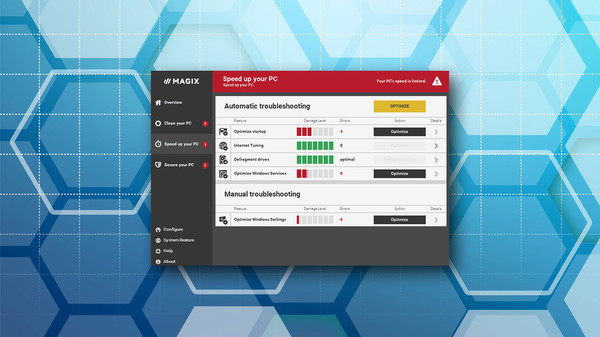 MAGIX
Speed up your PC
Speed up your PC.
Your PC's speed is limited.
Overview
Clean your PC
Speed up your PC
Secure your PC
Configure
System Restore
Help
About
Automatic troubleshooting
OPTIMIZE
Feature Damage Level Errors Action Details
Optimize startup 4 Optimize
Internet Tuning 0
Defragment drives optimal
Optimize Windows Services 6 Optimize
Manual troubleshooting
Feature Damage Level Errors Action Details
Optimize Windows Settings 6 Optimize